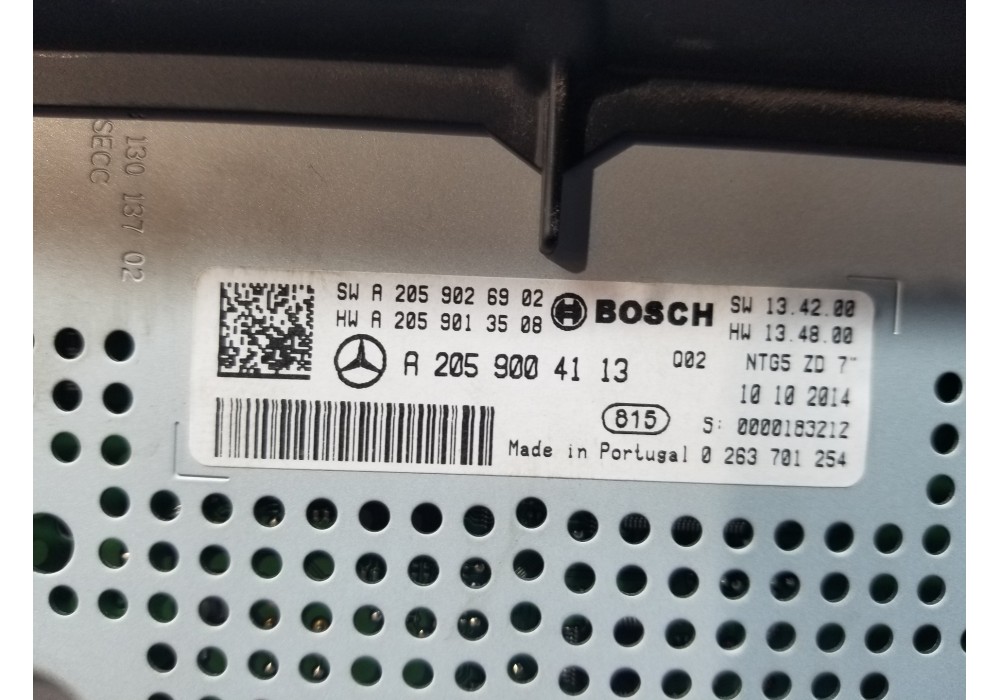 130 137 02
SECC
SW A 205 902 69 02
HW A 205 901 35 08
BOSCH
SW 13.42.00
HW 13.48.00
A 205 900 41 13
Q02
NTG5 ZD 7"
10 10 2014
815
S: 0000183212
Made in Portugal 0 263 701 254